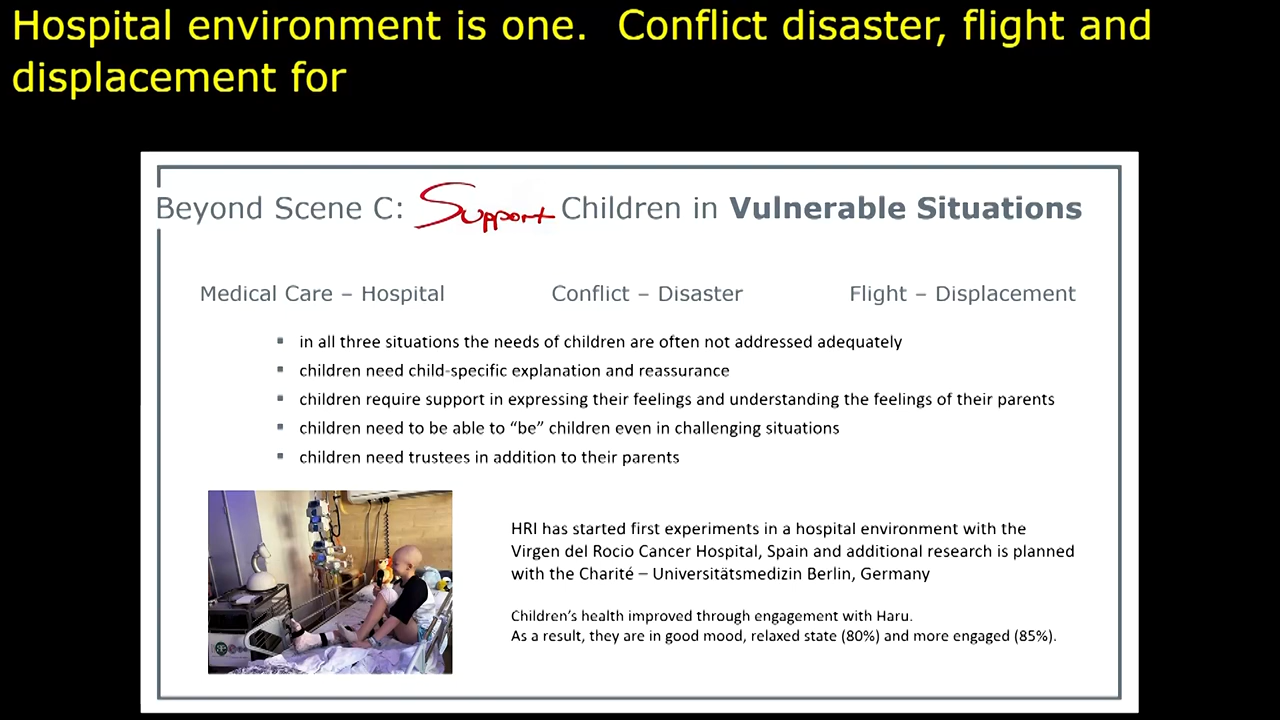 Hospital environment is one.  Conflict disaster, flight and
displacement for
Beyond Scene C: Support Children in Vulnerable Situations
Medical Care – Hospital
Conflict – Disaster
Flight – Displacement
▪ in all three situations the needs of children are often not addressed adequately
▪ children need child-specific explanation and reassurance
▪ children require support in expressing their feelings and understanding the feelings of their parents
▪ children need to be able to “be” children even in challenging situations
▪ children need trustees in addition to their parents
HRI has started first experiments in a hospital environment with the
Virgen del Rocio Cancer Hospital, Spain and additional research is planned
with the Charité – Universitätsmedizin Berlin, Germany
Children’s health improved through engagement with Haru.
As a result, they are in good mood, relaxed state (80%) and more engaged (85%).